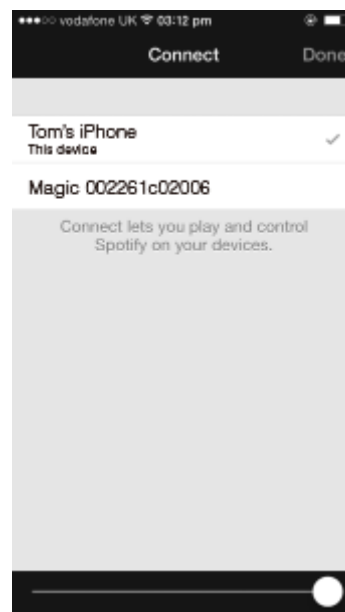 vodafone UK 03:12 pm
Connect Done
Tom's iPhone
This device
Magic 002261c02006
Connect lets you play and control
Spotify on your devices.